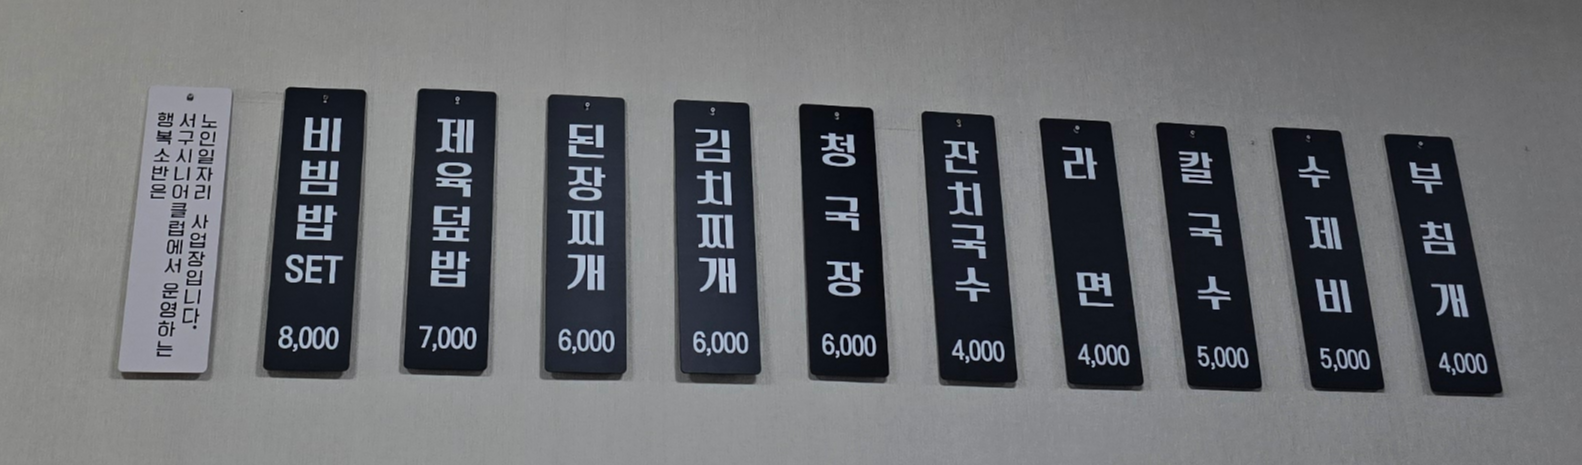 행복소반은
서구시니어클럽에서 운영하는
노인일자리 사업장입니다.
비빔밥
SET
8,000
제육덮밥
7,000
된장찌개
6,000
김치찌개
6,000
청국장
6,000
잔치국수
4,000
라면
4,000
칼국수
5,000
수제비
5,000
부침개
4,000